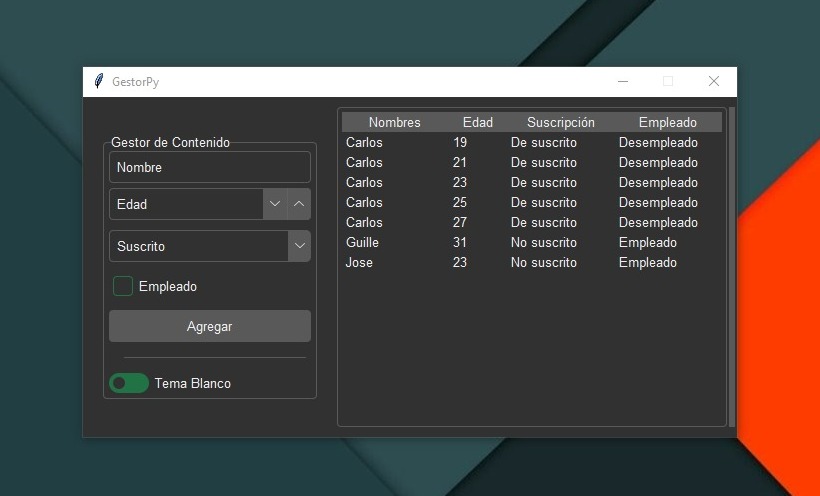 GestorPy
Gestor de Contenido
Nombre
Edad
Suscrito
Empleado
Agregar
Tema Blanco
Nombres Edad Suscripción Empleado
Carlos 19 De suscrito Desempleado
Carlos 21 De suscrito Desempleado
Carlos 23 De suscrito Desempleado
Carlos 25 De suscrito Desempleado
Carlos 27 De suscrito Desempleado
Guille 31 No suscrito Empleado
Jose 23 No suscrito Empleado